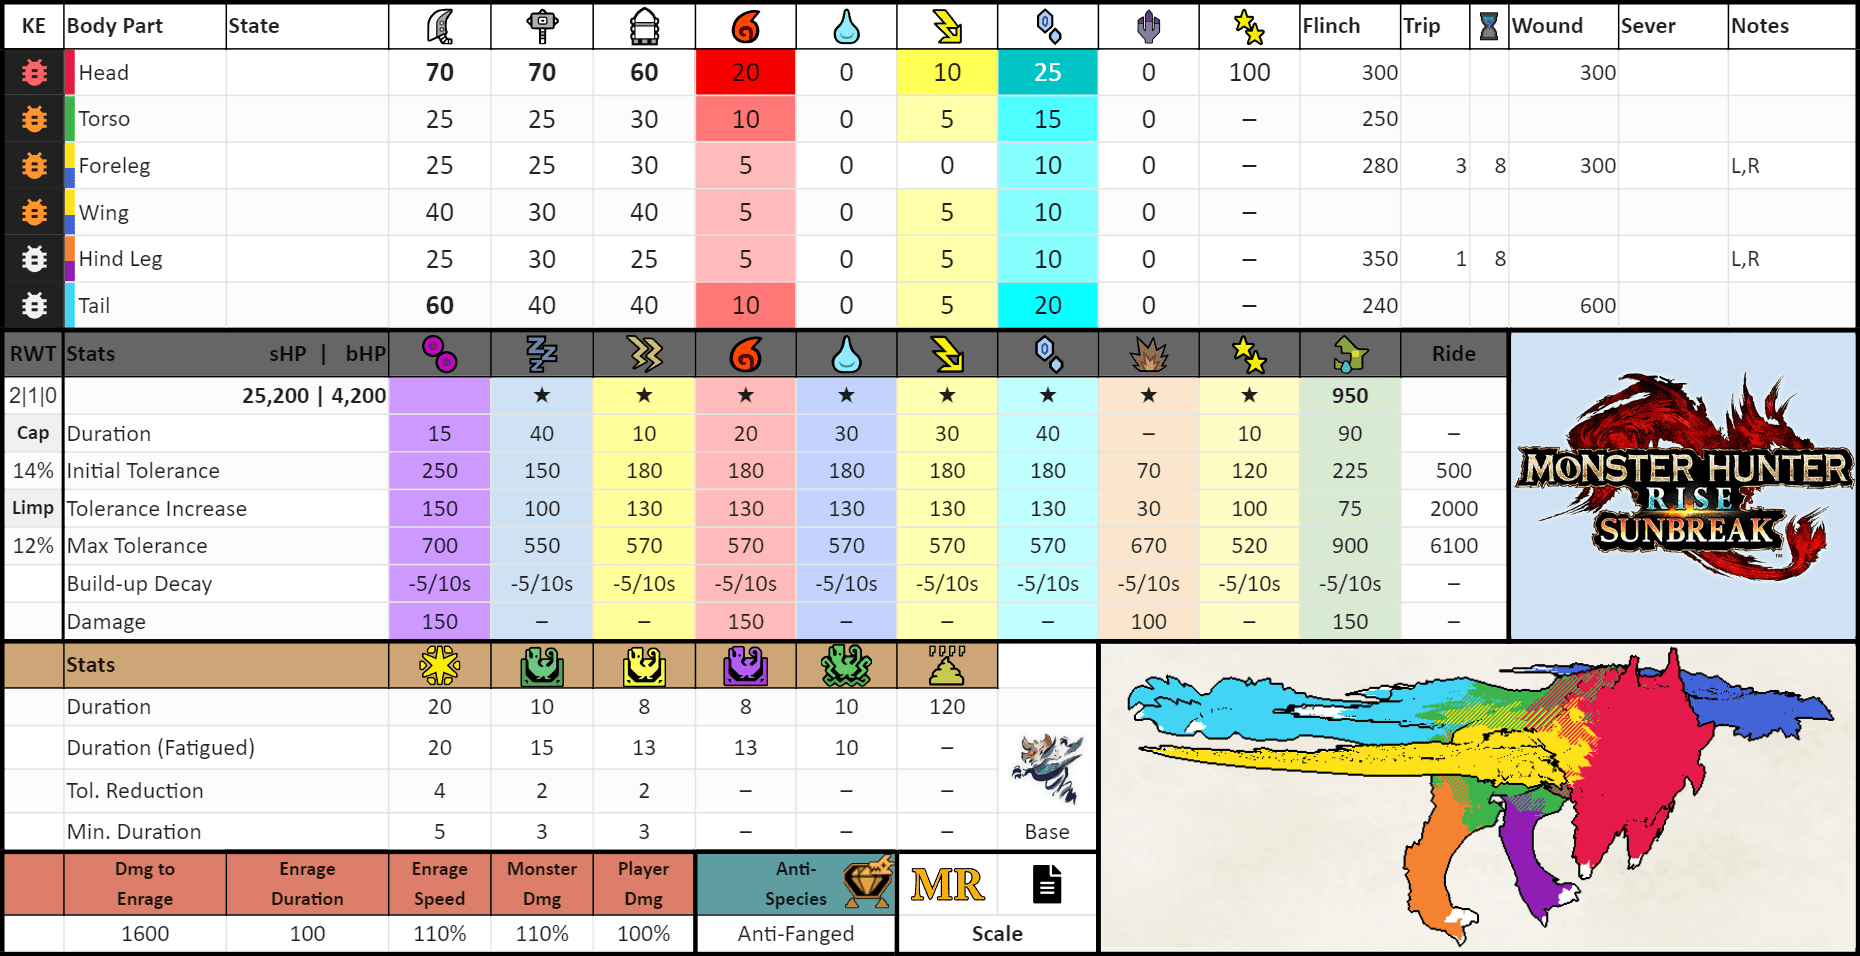 KE Body Part State Flinch Trip Wound Sever Notes
Head 70 70 60 20 0 10 25 0 100 300 300
Torso 25 25 30 10 0 5 15 0 – 250
Foreleg 25 25 30 5 0 0 10 0 – 280 3 8 300 L,R
Wing 40 30 40 5 0 5 10 0 –
Hind Leg 25 30 25 5 0 5 10 0 – 350 1 8 L,R
Tail 60 40 40 10 0 5 20 0 – 240 600
RWT Stats sHP | bHP Ride
2|1|0 25,200 | 4,200 ★ ★ ★ ★ ★ ★ ★ ★ 950
Cap Duration 15 40 10 20 30 30 40 – 10 90 –
14% Initial Tolerance 250 150 180 180 180 180 180 70 120 225 500
Limp Tolerance Increase 150 100 130 130 130 130 130 30 100 75 2000
12% Max Tolerance 700 550 570 570 570 570 570 670 520 900 6100
Build-up Decay -5/10s -5/10s -5/10s -5/10s -5/10s -5/10s -5/10s -5/10s -5/10s -5/10s –
Damage 150 – – 150 – – – 100 – 150 –
MONSTER HUNTER
RISE
SUNBREAK
™
Stats
Duration 20 10 8 8 10 120
Duration (Fatigued) 20 15 13 13 10 –
Tol. Reduction 4 2 2 – – –
Min. Duration 5 3 3 – – – Base
Dmg to Enrage Enrage Duration Enrage Speed Monster Dmg Player Dmg Anti-Species MR
1600 100 110% 110% 100% Anti-Fanged Scale